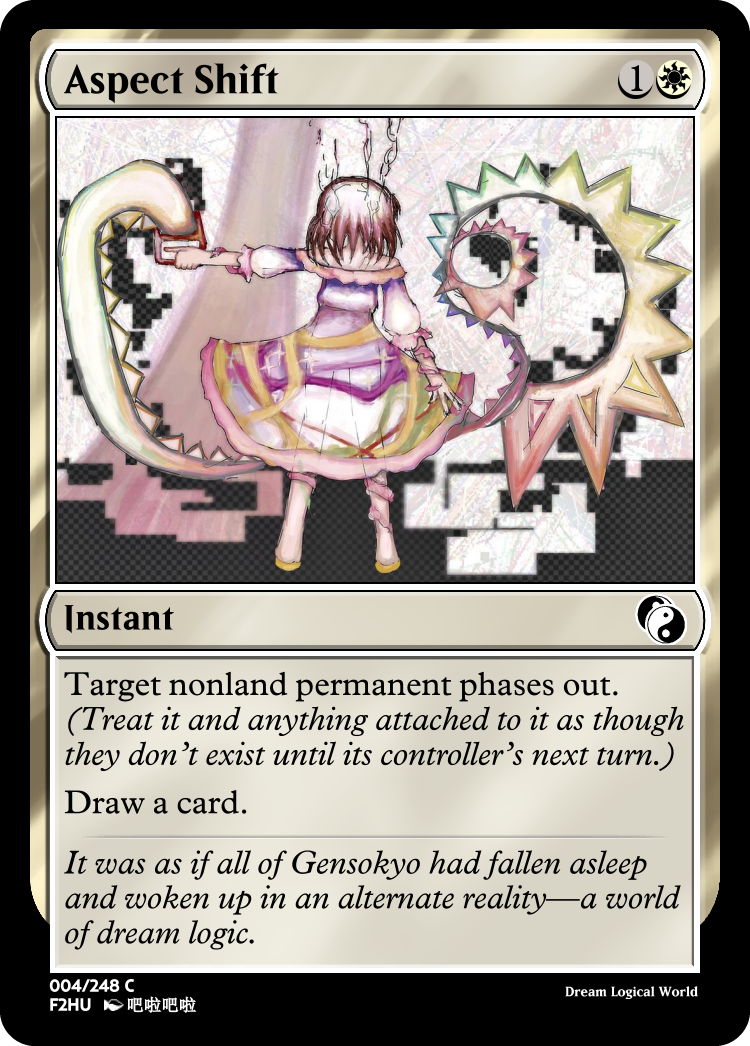 Aspect Shift 1
Instant
Target nonland permanent phases out.
(Treat it and anything attached to it as though
they don't exist until its controller's next turn.)
Draw a card.
It was as if all of Gensokyo had fallen asleep
and woken up in an alternate reality—a world
of dream logic.
004/248 C
F2HU 吧啦吧啦
Dream Logical World